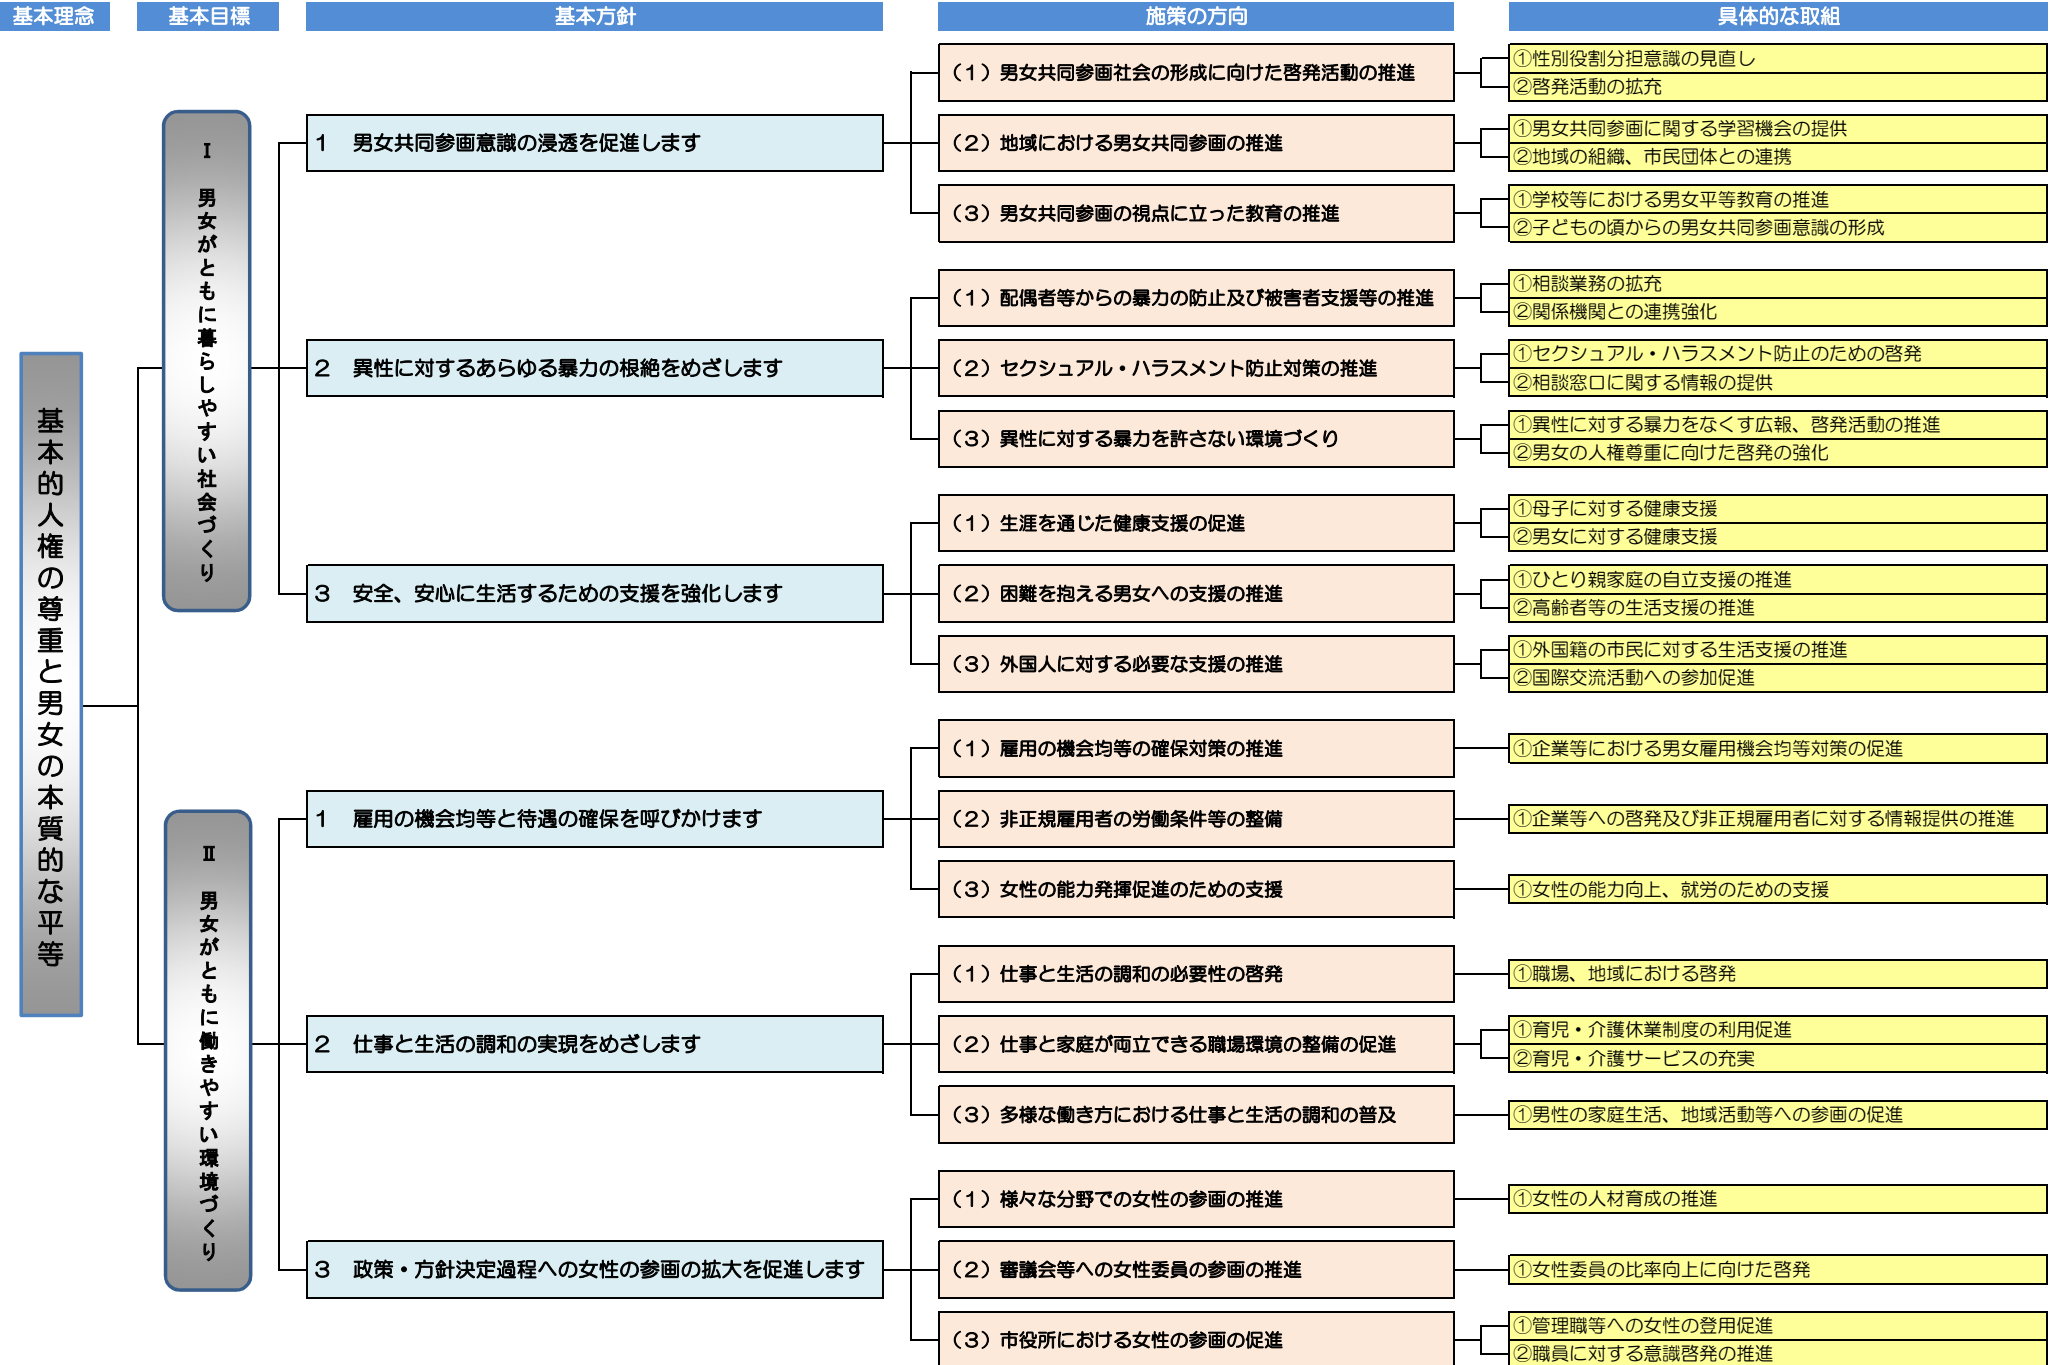 基本理念
基本目標
基本方針
施策の方向
具体的な取組
基本的人権の尊重と男女の本質的な平等
Ⅰ　男女がともに暮らしやすい社会づくり
１　男女共同参画意識の浸透を促進します
（１）男女共同参画社会の形成に向けた啓発活動の推進
①性別役割分担意識の見直し
②啓発活動の拡充
（２）地域における男女共同参画の推進
①男女共同参画に関する学習機会の提供
②地域の組織、市民団体との連携
（３）男女共同参画の視点に立った教育の推進
①学校等における男女平等教育の推進
②子どもの頃からの男女共同参画意識の形成
２　異性に対するあらゆる暴力の根絶をめざします
（１）配偶者等からの暴力の防止及び被害者支援等の推進
①相談業務の拡充
②関係機関との連携強化
（２）セクシュアル・ハラスメント防止対策の推進
①セクシュアル・ハラスメント防止のための啓発
②相談窓口に関する情報の提供
（３）異性に対する暴力を許さない環境づくり
①異性に対する暴力をなくす広報、啓発活動の推進
②男女の人権尊重に向けた啓発の強化
３　安全、安心に生活するための支援を強化します
（１）生涯を通じた健康支援の促進
①母子に対する健康支援
②男女に対する健康支援
（２）困難を抱える男女への支援の推進
①ひとり親家庭の自立支援の推進
②高齢者等の生活支援の推進
（３）外国人に対する必要な支援の推進
①外国籍の市民に対する生活支援の推進
②国際交流活動への参加促進
Ⅱ　男女がともに働きやすい環境づくり
１　雇用の機会均等と待遇の確保を呼びかけます
（１）雇用の機会均等の確保対策の推進
①企業等における男女雇用機会均等対策の促進
（２）非正規雇用者の労働条件等の整備
①企業等への啓発及び非正規雇用者に対する情報提供の推進
（３）女性の能力発揮促進のための支援
①女性の能力向上、就労のための支援
２　仕事と生活の調和の実現をめざします
（１）仕事と生活の調和の必要性の啓発
①職場、地域における啓発
（２）仕事と家庭が両立できる職場環境の整備の促進
①育児・介護休業制度の利用促進
②育児・介護サービスの充実
（３）多様な働き方における仕事と生活の調和の普及
①男性の家庭生活、地域活動等への参画の促進
３　政策・方針決定過程への女性の参画の拡大を促進します
（１）様々な分野での女性の参画の推進
①女性の人材育成の推進
（２）審議会等への女性委員の参画の推進
①女性委員の比率向上に向けた啓発
（３）市役所における女性の参画の促進
①管理職等への女性の登用促進
②職員に対する意識啓発の推進